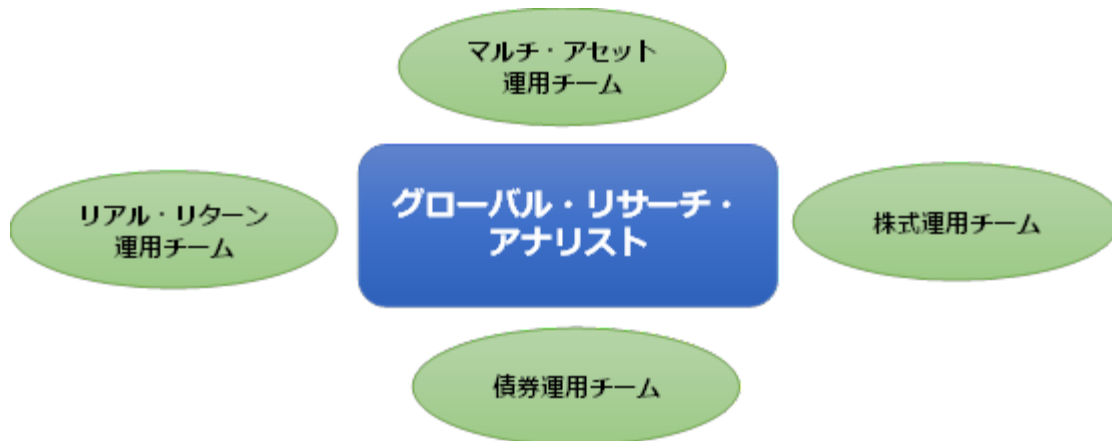 マルチ・アセット
運用チーム
グローバル・リサーチ・
アナリスト
リアル・リターン
運用チーム
株式運用チーム
債券運用チーム